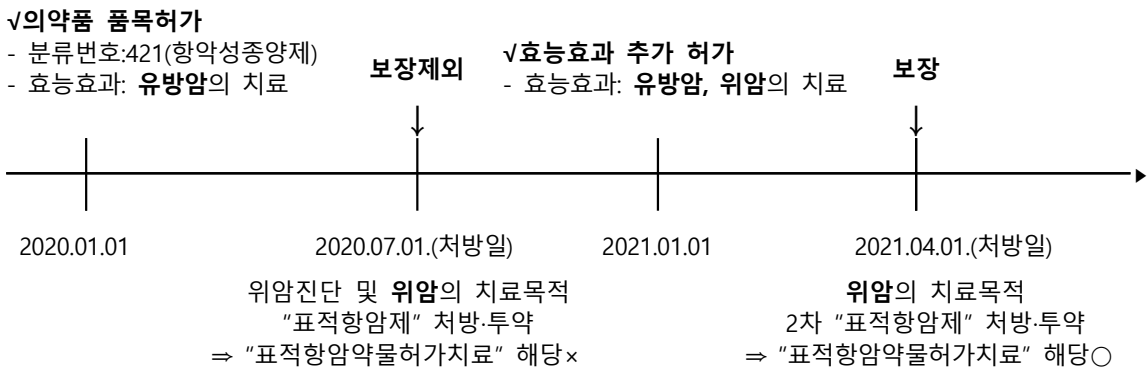 √의약품 품목허가
- 분류번호:421(항악성종양제)
- 효능효과: 유방암의 치료
보장제외
√효능효과 추가 허가
- 효능효과: 유방암, 위암의 치료
보장
2020.01.01
2020.07.01.(처방일)
2021.01.01
2021.04.01.(처방일)
위암진단 및 위암의 치료목적
“표적항암제” 처방·투약
⇒ “표적항암약물허가치료” 해당×
위암의 치료목적
2차 “표적항암제” 처방·투약
⇒ “표적항암약물허가치료” 해당○